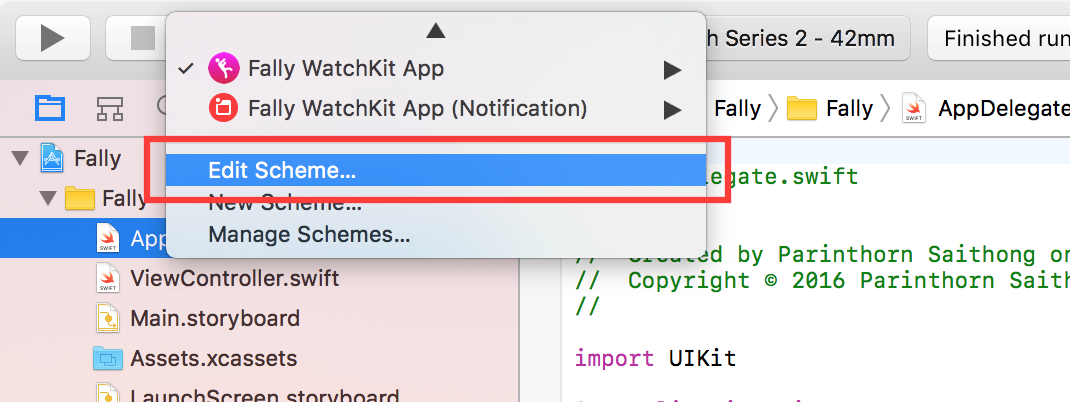 h Series 2 - 42mm
Finished run
Fally WatchKit App
Fally WatchKit App (Notification)
Fally
Fally
AppDelegate
Edit Scheme...
New Scheme...
Manage Schemes...
Fally
Fally
App
ViewController.swift
Main.storyboard
Assets.xcassets
LaunchScreen.storyboard
legate.swift
// Created by Parinthorn Saithong on
// Copyright © 2016 Parinthorn Saith
//
import UIKit